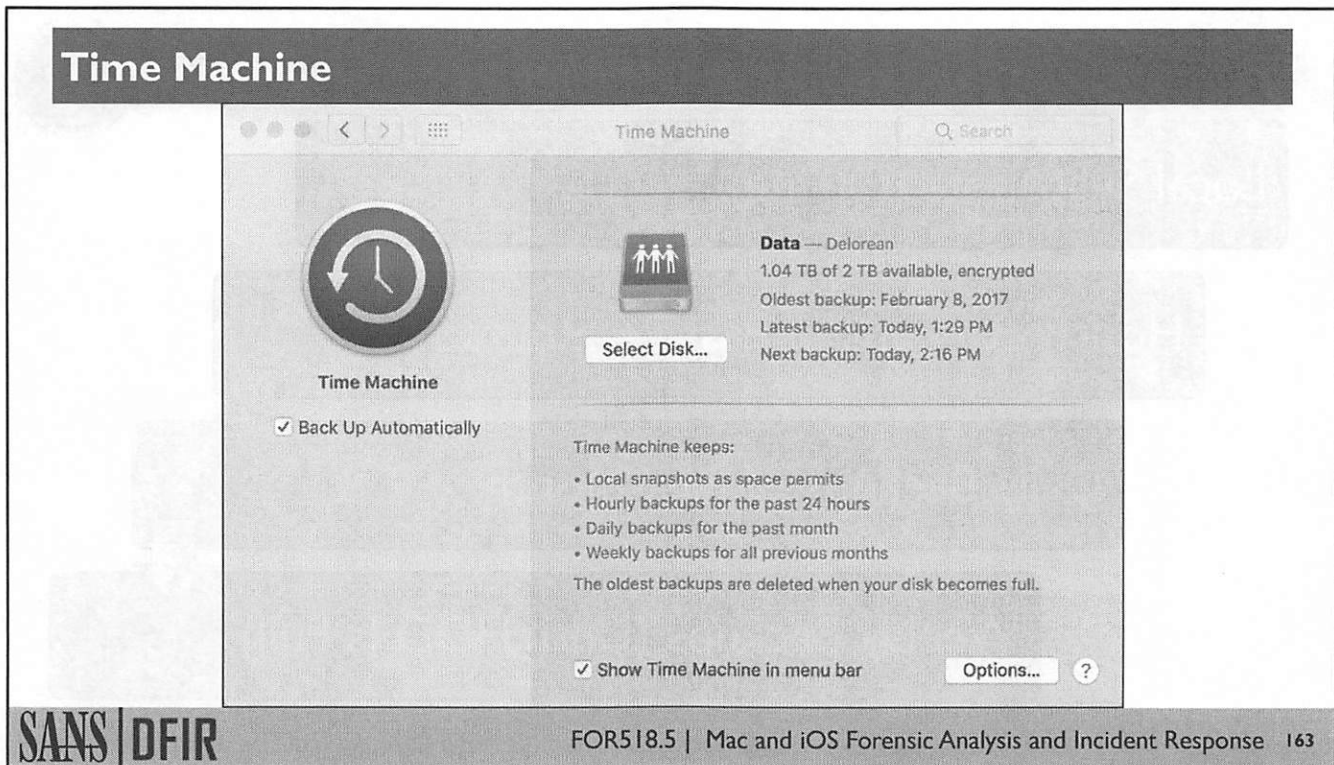 Time Machine
Time Machine
Search
Data — Delorean
1.04 TB of 2 TB available, encrypted
Oldest backup: February 8, 2017
Latest backup: Today, 1:29 PM
Next backup: Today, 2:16 PM
Select Disk...
Time Machine
✓ Back Up Automatically
Time Machine keeps:
• Local snapshots as space permits
• Hourly backups for the past 24 hours
• Daily backups for the past month
• Weekly backups for all previous months
The oldest backups are deleted when your disk becomes full.
✓ Show Time Machine in menu bar
Options...
?
SANS | DFIR
FOR518.5 | Mac and iOS Forensic Analysis and Incident Response 163